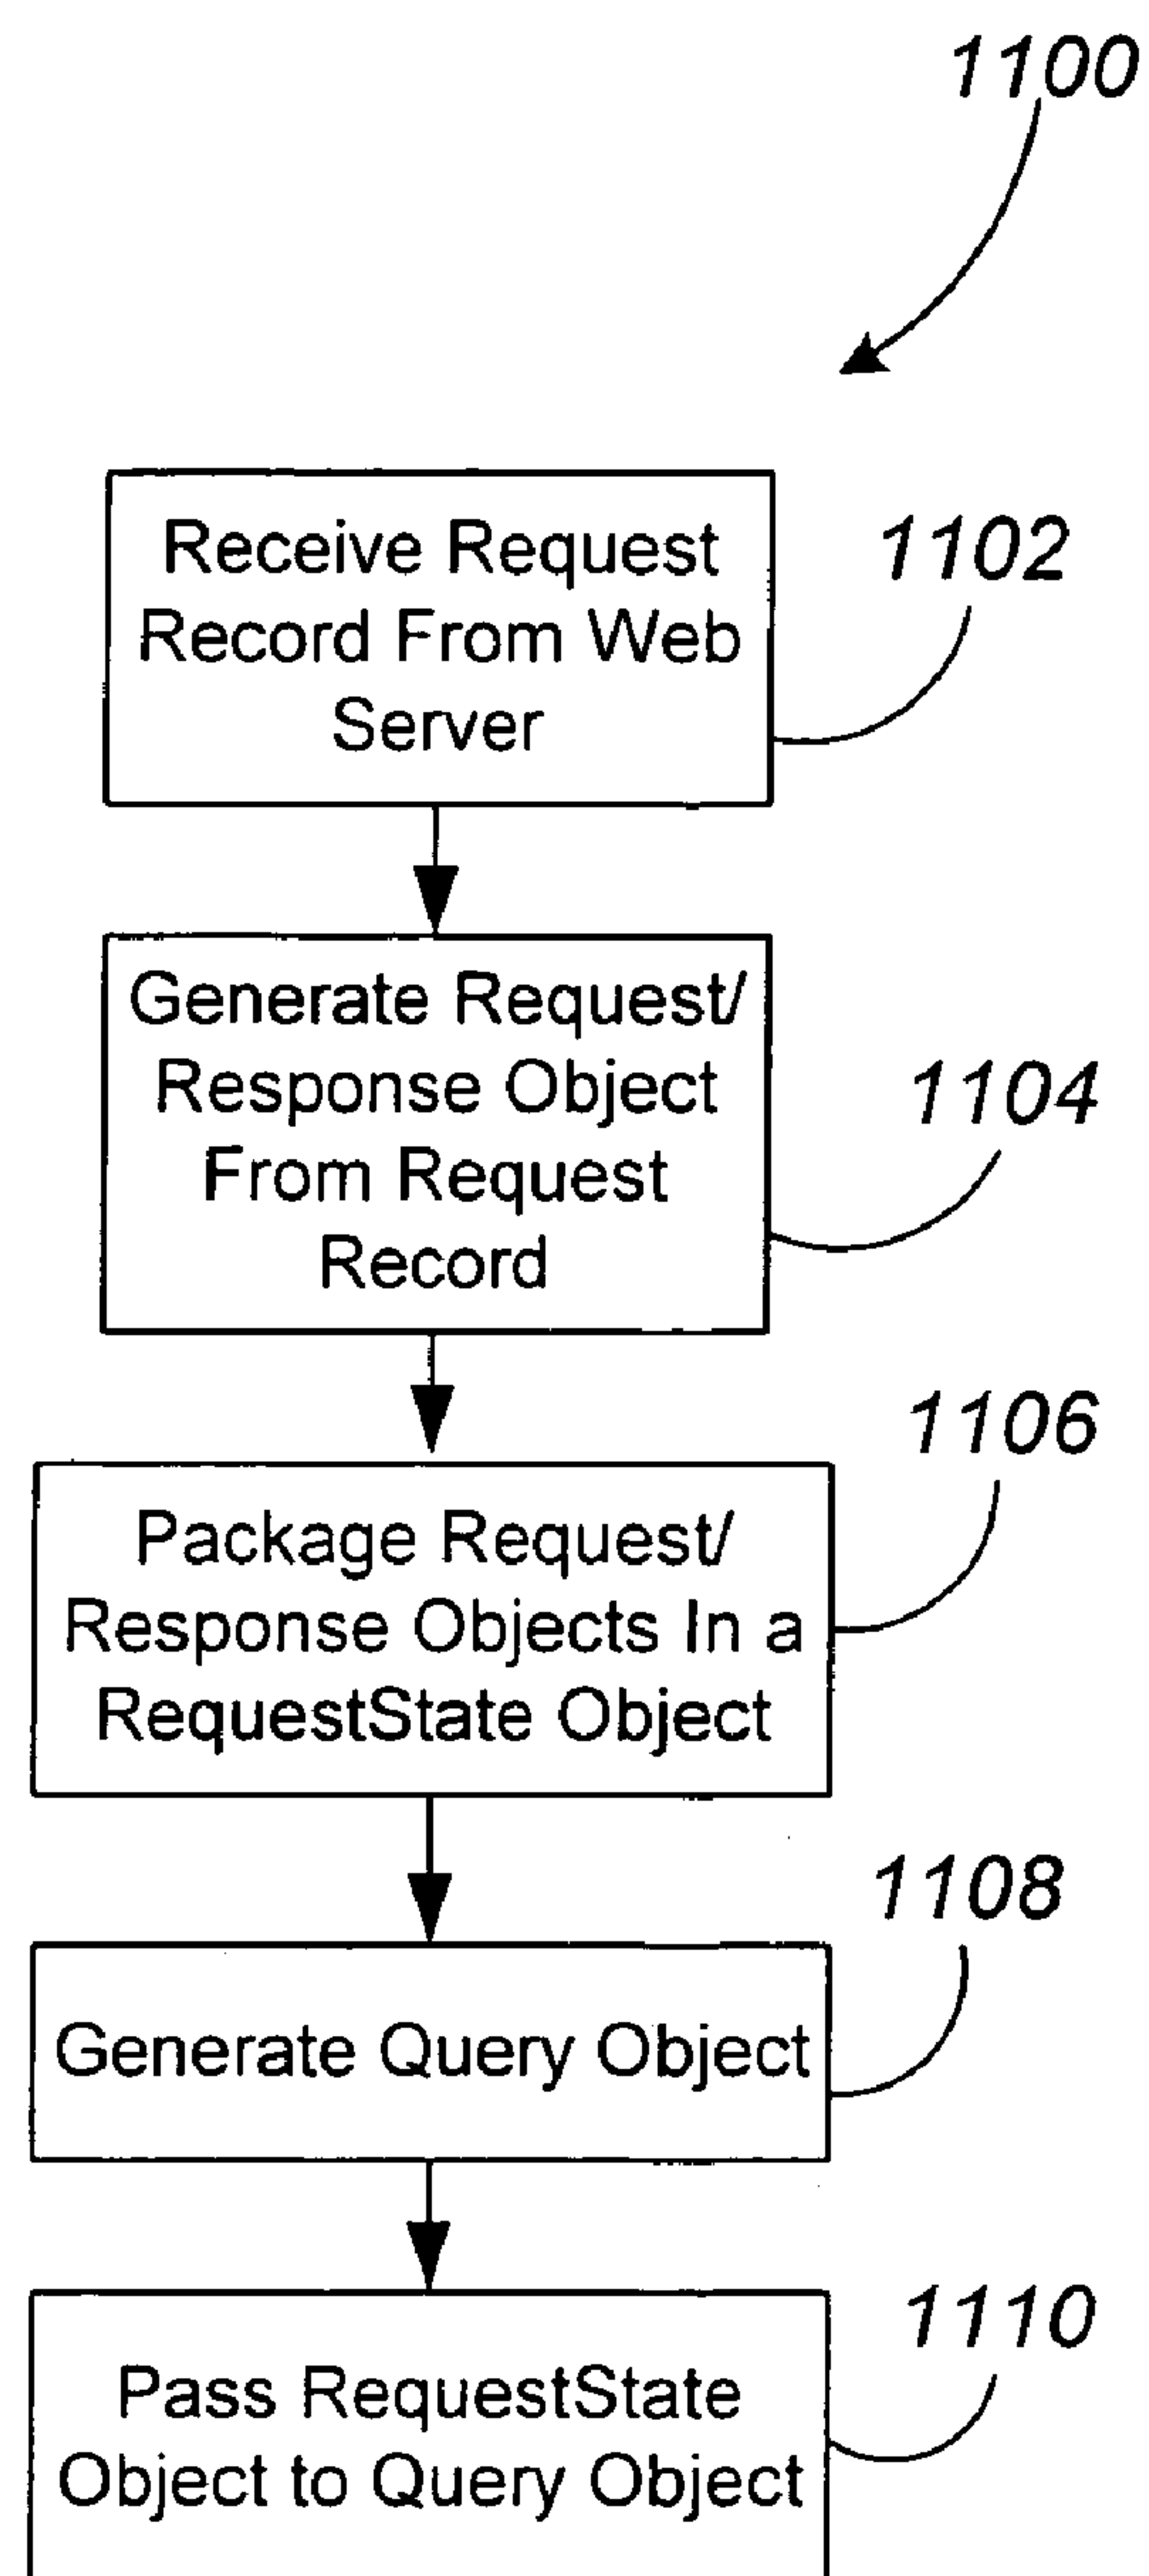 1100
Receive Request
Record From Web
Server
1102
Generate Request/
Response Object
From Request
Record
1104
Package Request/
Response Objects In a
RequestState Object
1106
Generate Query Object
1108
Pass RequestState
Object to Query Object
1110